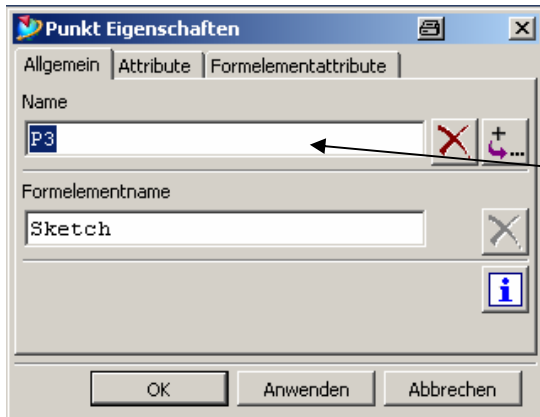 Punkt Eigenschaften
Allgemein Attribute Formelementattribute
Name
P3
Formelementname
Sketch
OK Anwenden Abbrechen